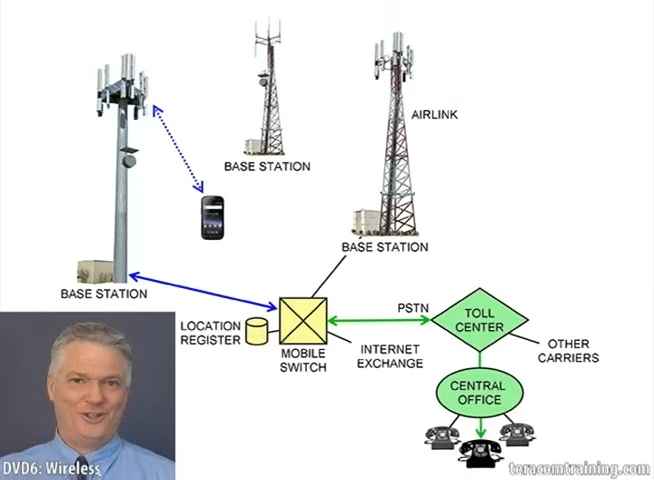 AIRLINK
BASE STATION
BASE STATION
BASE STATION
PSTN
TOLL
CENTER
LOCATION
REGISTER
MOBILE
SWITCH
INTERNET
EXCHANGE
OTHER
CARRIERS
CENTRAL
OFFICE
DVD6: Wireless
teracomtraining.com